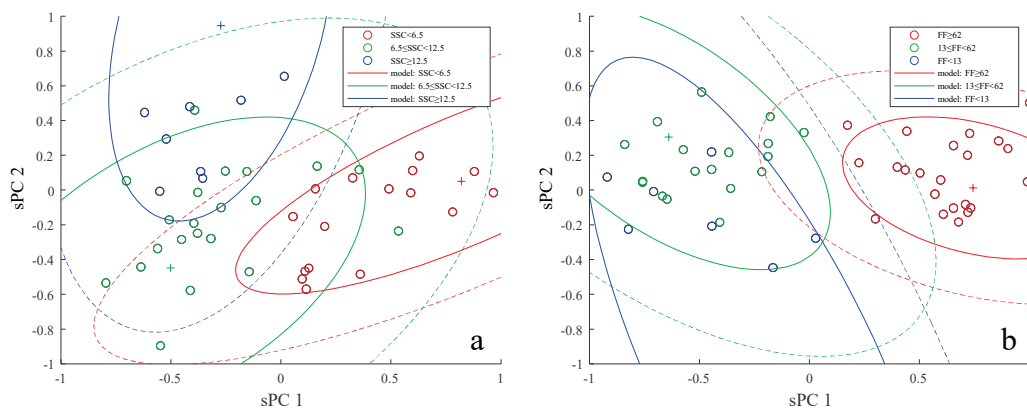 1
0.8
0.6
0.4
0.2
0
-0.2
-0.4
-0.6
-0.8
-1
sPC 2
-1
-0.5
0
0.5
1
sPC 1
SSC<6.5
6.5≤SSC<12.5
SSC≥12.5
model: SSC<6.5
model: 6.5≤SSC<12.5
model: SSC≥12.5
a
1
0.8
0.6
0.4
0.2
0
-0.2
-0.4
-0.6
-0.8
-1
sPC 2
-1
-0.5
0
0.5
sPC 1
FF≥62
13≤FF<62
FF<13
model: FF≥62
model: 13≤FF<62
model: FF<13
b